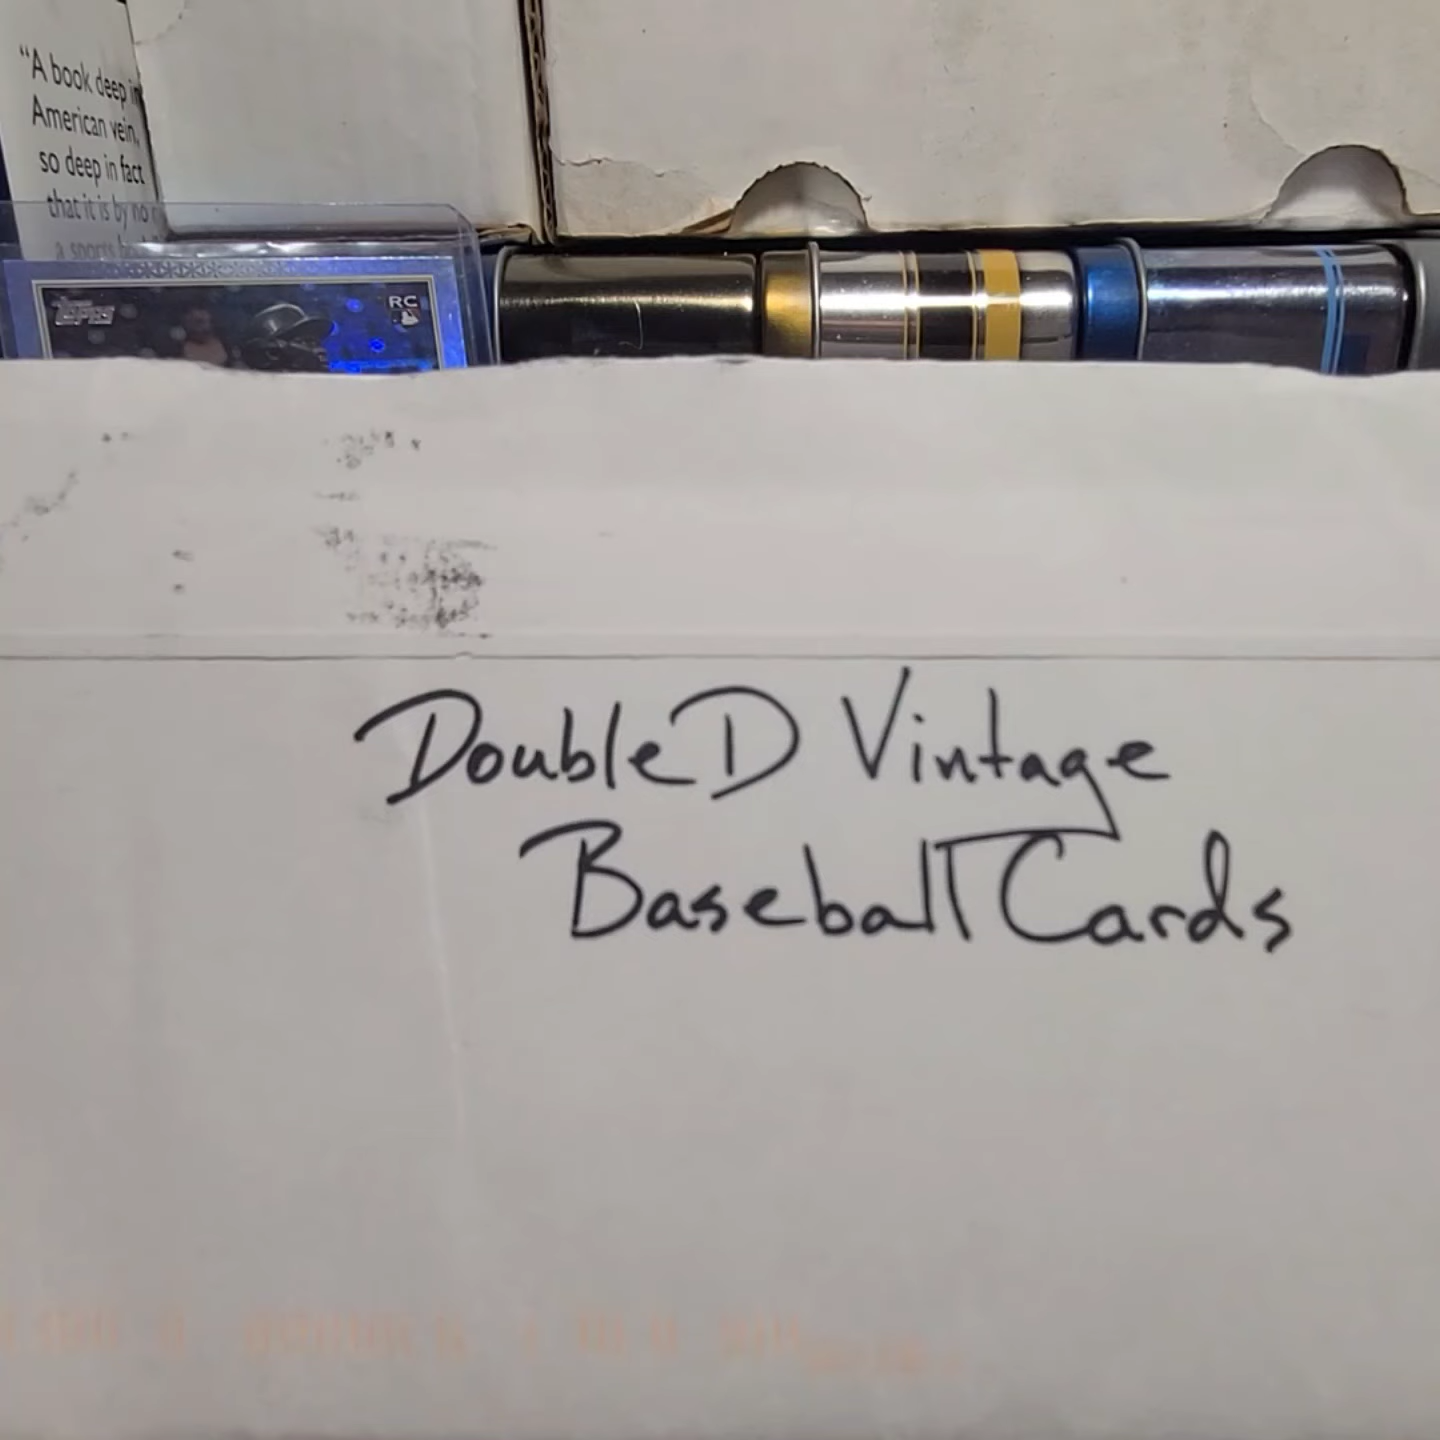 “A book deep in
American vein,
so deep in fact
that it is by no
a sports
Topps
RC
Double D Vintage
Baseball Cards